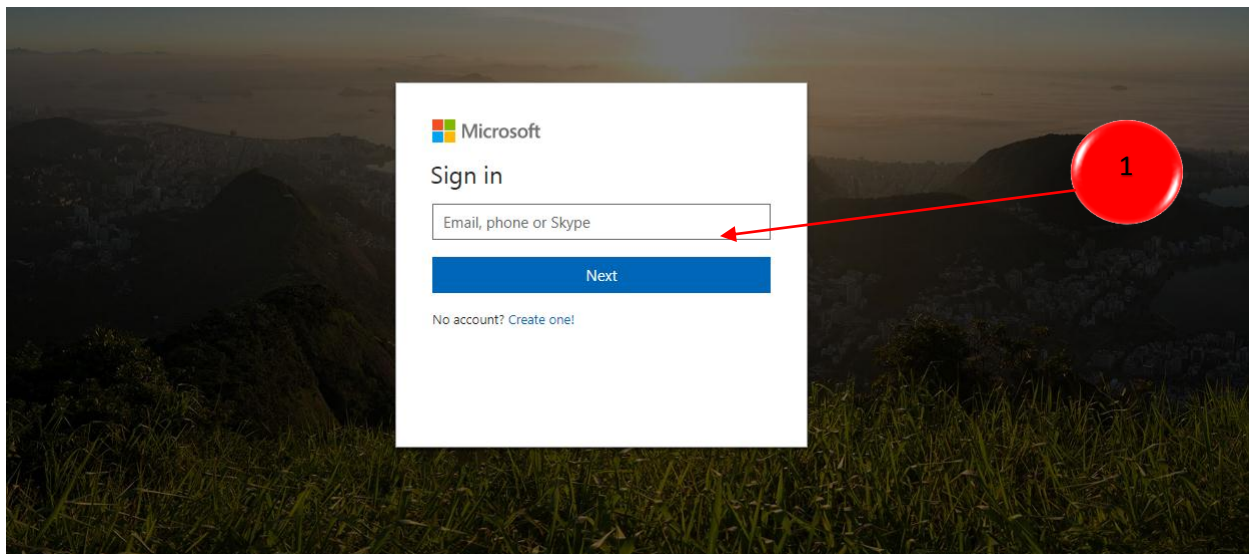 Microsoft
Sign in
Email, phone or Skype
1
Next
No account? Create one!